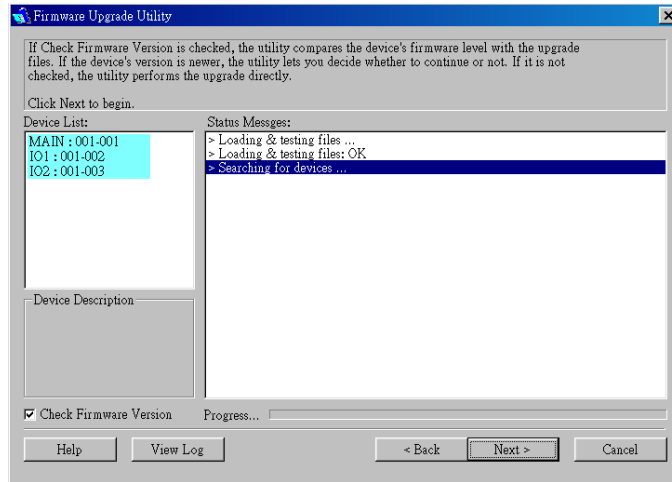 Firmware Upgrade Utility
If Check Firmware Version is checked, the utility compares the device's firmware level with the upgrade
files. If the device's version is newer, the utility lets you decide whether to continue or not. If it is not
checked, the utility performs the upgrade directly.
Click Next to begin.
Device List:
MAIN : 001-001
IO1 : 001-002
IO2 : 001-003
Status Messges:
> Loading & testing files ...
> Loading & testing files: OK
> Searching for devices ...
Device Description
Check Firmware Version
Progress...
Help
View Log
< Back
Next >
Cancel